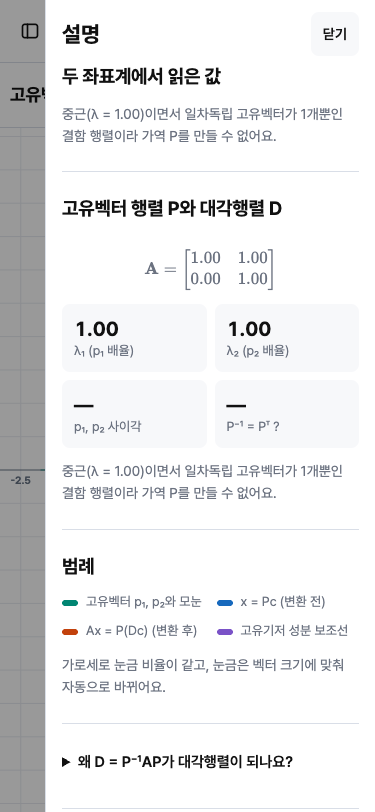 설명
닫기
두 좌표계에서 읽은 값
고유벡
중근(λ = 1.00)이면서 일차독립 고유벡터가 1개뿐인
결함 행렬이라 가역 P를 만들 수 없어요.
고유벡터 행렬 P와 대각행렬 D
A = [1.00 1.00
0.00 1.00]
1.00
λ₁ (p₁ 배율)
1.00
λ₂ (p₂ 배율)
—
p₁, p₂ 사이각
—
P⁻¹ = Pᵀ ?
중근(λ = 1.00)이면서 일차독립 고유벡터가 1개뿐인
결함 행렬이라 가역 P를 만들 수 없어요.
-2.5
범례
고유벡터 p₁, p₂와 모눈
x = Pc (변환 전)
Ax = P(Dc) (변환 후)
고유기저 성분 보조선
가로세로 눈금 비율이 같고, 눈금은 벡터 크기에 맞춰
자동으로 바뀌어요.
▶ 왜 D = P⁻¹AP가 대각행렬이 되나요?